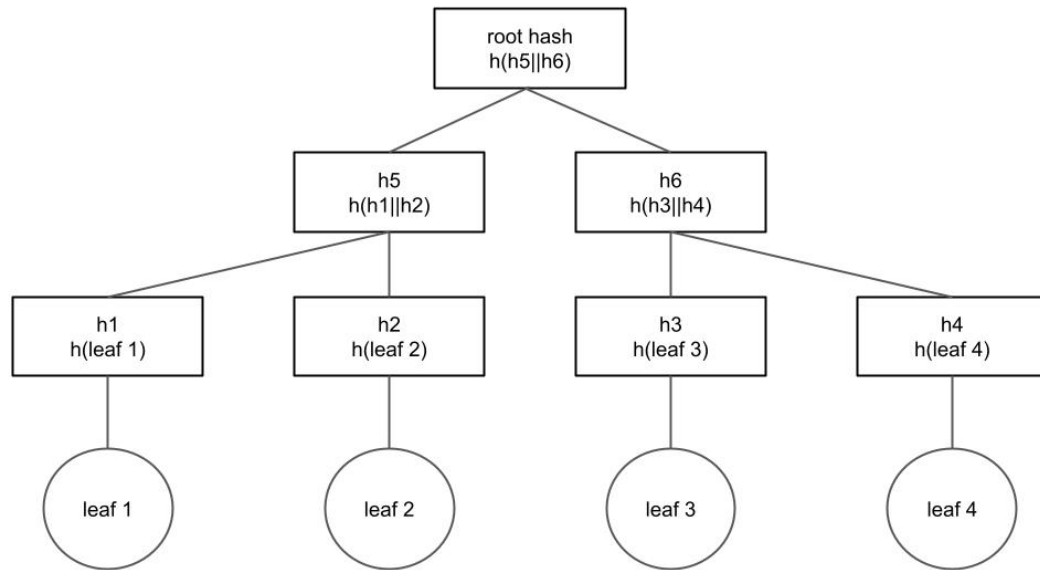 root hash
h(h5||h6)
h5
h(h1||h2)
h6
h(h3||h4)
h1
h(leaf 1)
h2
h(leaf 2)
h3
h(leaf 3)
h4
h(leaf 4)
leaf 1
leaf 2
leaf 3
leaf 4